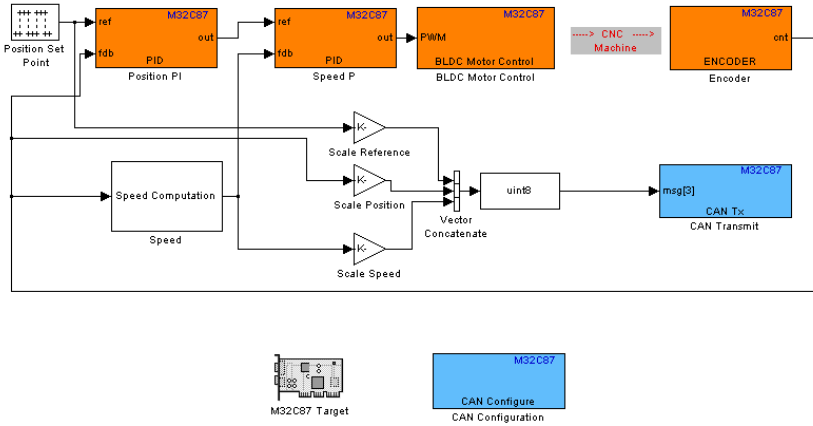 M32C87
ref
out
fdb
PID
Position PI
Position Set
Point
M32C87
ref
out
fdb
PID
Speed P
M32C87
PWM
BLDC Motor Control
BLDC Motor Control
-----> CNC ----->
Machine
M32C87
cnt
ENCODER
Encoder
K-
Scale Reference
Speed Computation
Speed
K-
Scale Position
K-
Scale Speed
Vector
Concatenate
uint8
M32C87
msg[3]
CAN Tx
CAN Transmit
M32C87 Target
M32C87
CAN Configure
CAN Configuration